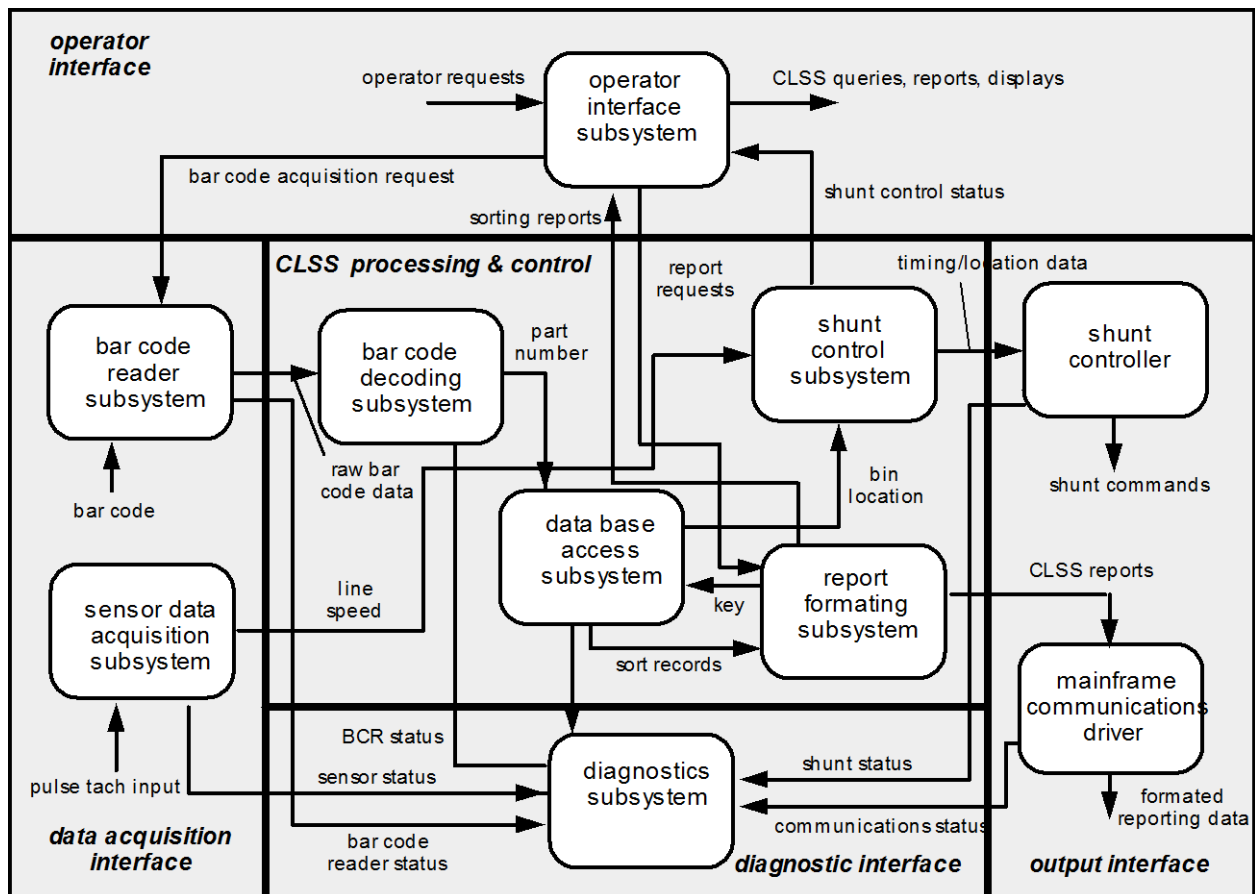 operator
interface
operator requests
operator
interface
subsystem
CLSS queries, reports, displays
bar code acquisition request
shunt control status
sorting reports
CLSS processing & control
report
requests
timing/location data
bar code
reader
subsystem
bar code
decoding
subsystem
part
number
shunt
control
subsystem
shunt
controller
raw bar
code data
bar code
bin
location
shunt commands
data base
access
subsystem
line
speed
sensor data
acquisition
subsystem
key
report
formating
subsystem
CLSS reports
sort records
mainframe
communications
driver
BCR status
sensor status
diagnostics
subsystem
shunt status
pulse tach input
communications status
formated
reporting data
bar code
reader status
data acquisition
interface
diagnostic interface
output interface